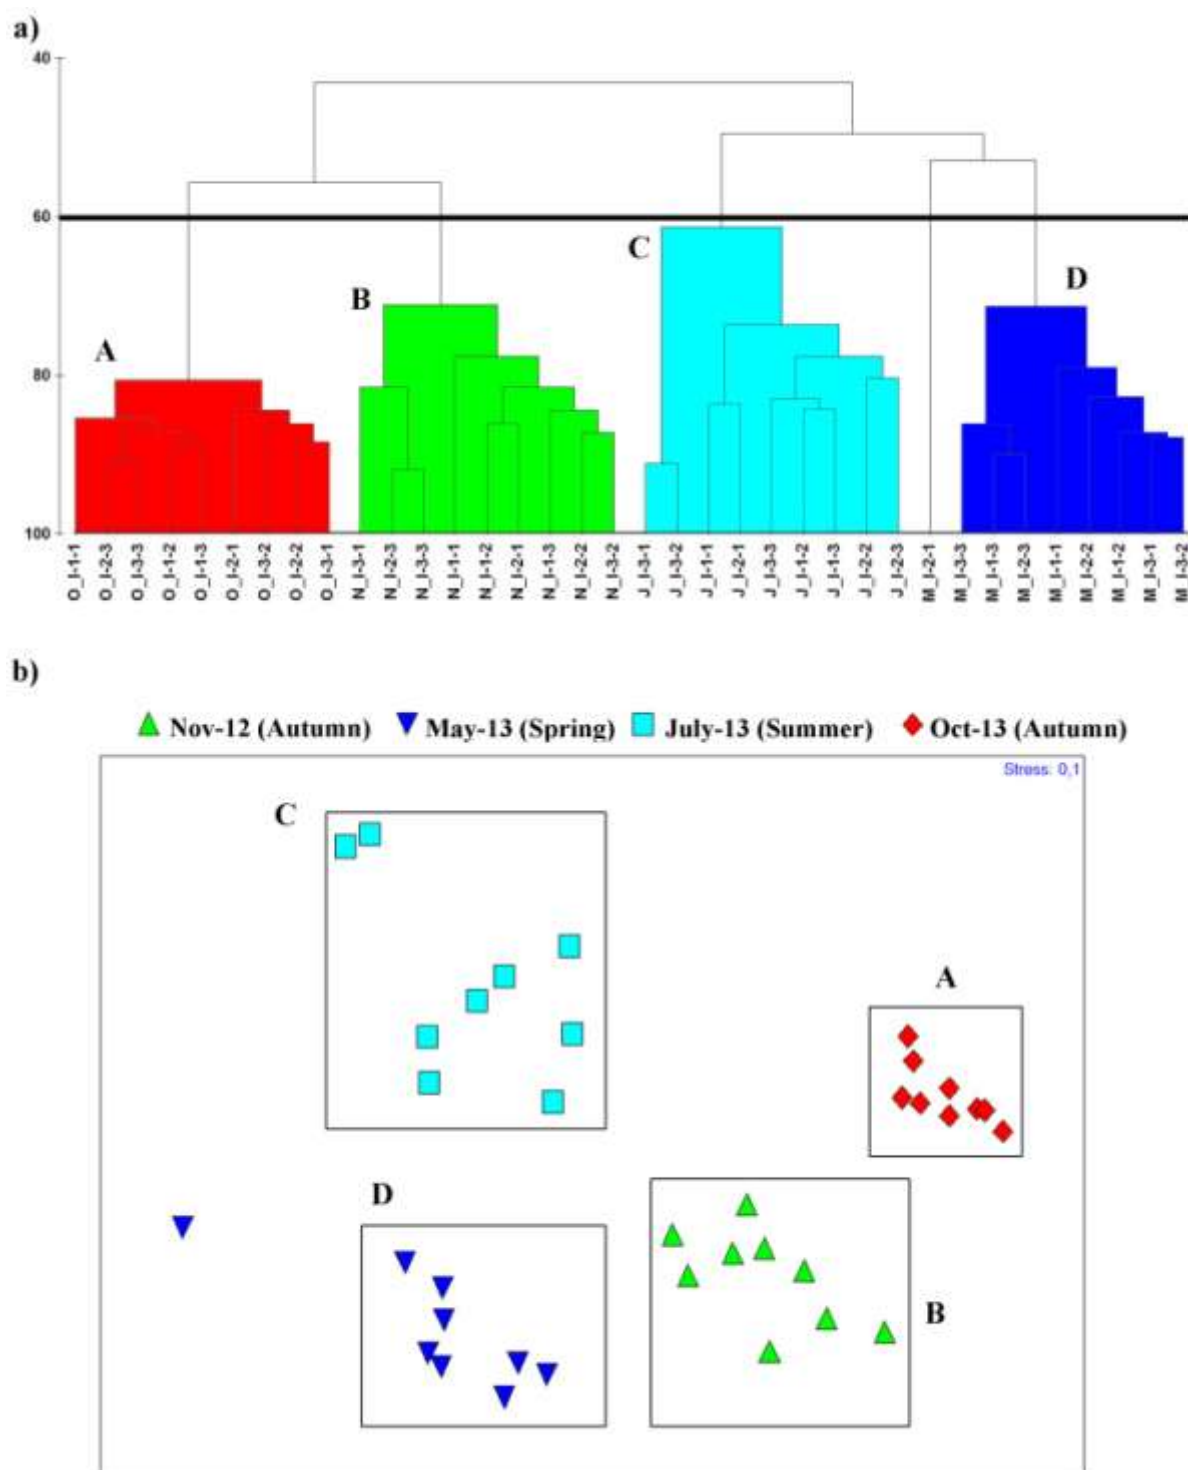 a)
40
60
80
100
A
B
C
D
O_I-1-1
O_I-2-3
O_I-3-3
O_I-1-2
O_I-1-3
O_I-2-1
O_I-3-2
O_I-2-2
O_I-3-1
N_I-3-1
N_I-2-3
N_I-3-3
N_I-1-1
N_I-1-2
N_I-2-1
N_I-1-3
N_I-2-2
N_I-3-2
J_I-3-1
J_I-3-2
J_I-1-1
J_I-2-1
J_I-3-3
J_I-1-2
J_I-1-3
J_I-2-2
J_I-2-3
M_I-2-1
M_I-3-3
M_I-1-3
M_I-2-3
M_I-1-1
M_I-2-2
M_I-1-2
M_I-3-1
M_I-3-2
b)
Nov-12 (Autumn) May-13 (Spring) July-13 (Summer) Oct-13 (Autumn)
Stress: 0,1
C
A
D
B